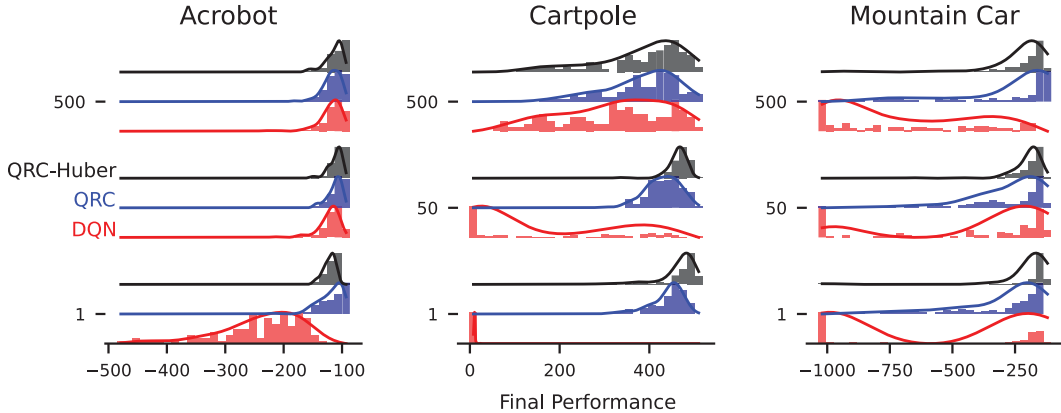 Acrobot Cartpole Mountain Car
500 500 500
QRC-Huber
QRC 50 50
DQN
1 1 1
−500 −400 −300 −200 −100 0 200 400 −1000 −750 −500 −250
Final Performance